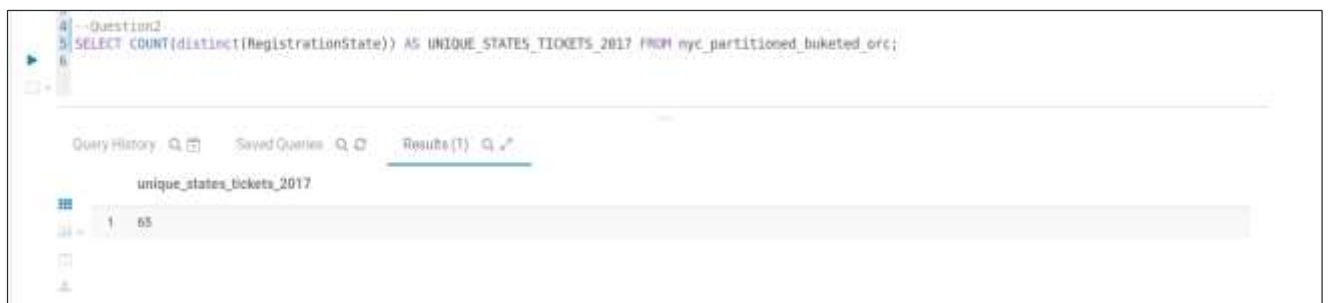 4 --Question2
5 SELECT COUNT(distinct(RegistrationState)) AS UNIQUE_STATES_TICKETS_2017 FROM nyc_partitioned_buketed_orc;
6
Query History Saved Queries Results (1)
unique_states_tickets_2017
1 65